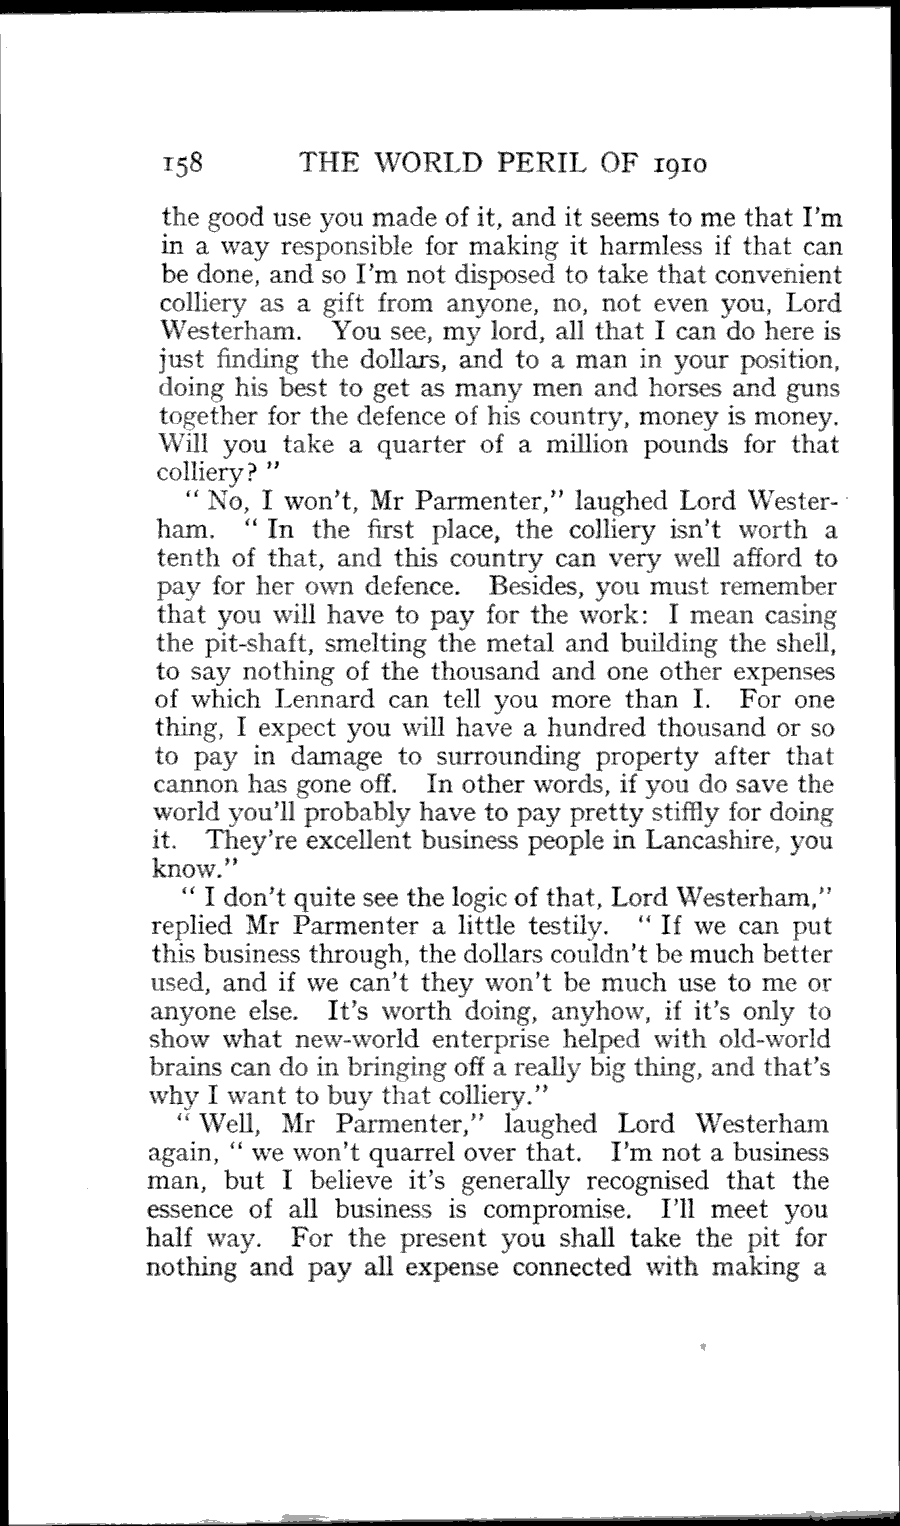 158 THE WORLD PERIL OF 1910
the good use you made of it, and it seems to me that I'm
in a way responsible for making it harmless if that can
be done, and so I'm not disposed to take that convenient
colliery as a gift from anyone, no, not even you, Lord
Westerham. You see, my lord, all that I can do here is
just finding the dollars, and to a man in your position,
doing his best to get as many men and horses and guns
together for the defence of his country, money is money.
Will you take a quarter of a million pounds for that
colliery? "
" No, I won't, Mr Parmenter," laughed Lord Wester-
ham. " In the first place, the colliery isn't worth a
tenth of that, and this country can very well afford to
pay for her own defence. Besides, you must remember
that you will have to pay for the work: I mean casing
the pit-shaft, smelting the metal and building the shell,
to say nothing of the thousand and one other expenses
of which Lennard can tell you more than I. For one
thing, I expect you will have a hundred thousand or so
to pay in damage to surrounding property after that
cannon has gone off. In other words, if you do save the
world you'll probably have to pay pretty stiffly for doing
it. They're excellent business people in Lancashire, you
know."
" I don't quite see the logic of that, Lord Westerham,"
replied Mr Parmenter a little testily. " If we can put
this business through, the dollars couldn't be much better
used, and if we can't they won't be much use to me or
anyone else. It's worth doing, anyhow, if it's only to
show what new-world enterprise helped with old-world
brains can do in bringing off a really big thing, and that's
why I want to buy that colliery."
" Well, Mr Parmenter," laughed Lord Westerham
again, " we won't quarrel over that. I'm not a business
man, but I believe it's generally recognised that the
essence of all business is compromise. I'll meet you
half way. For the present you shall take the pit for
nothing and pay all expense connected with making a